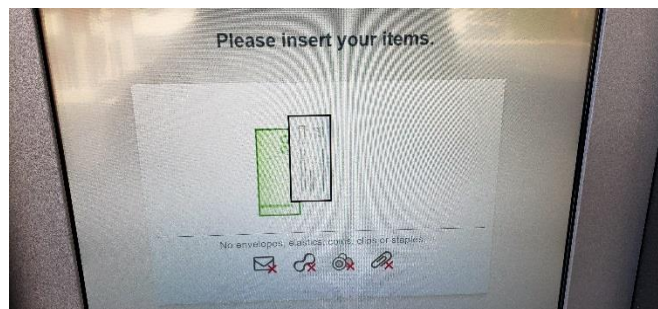 Please insert your items.
No envelopes, elastics, coins, clips or staples